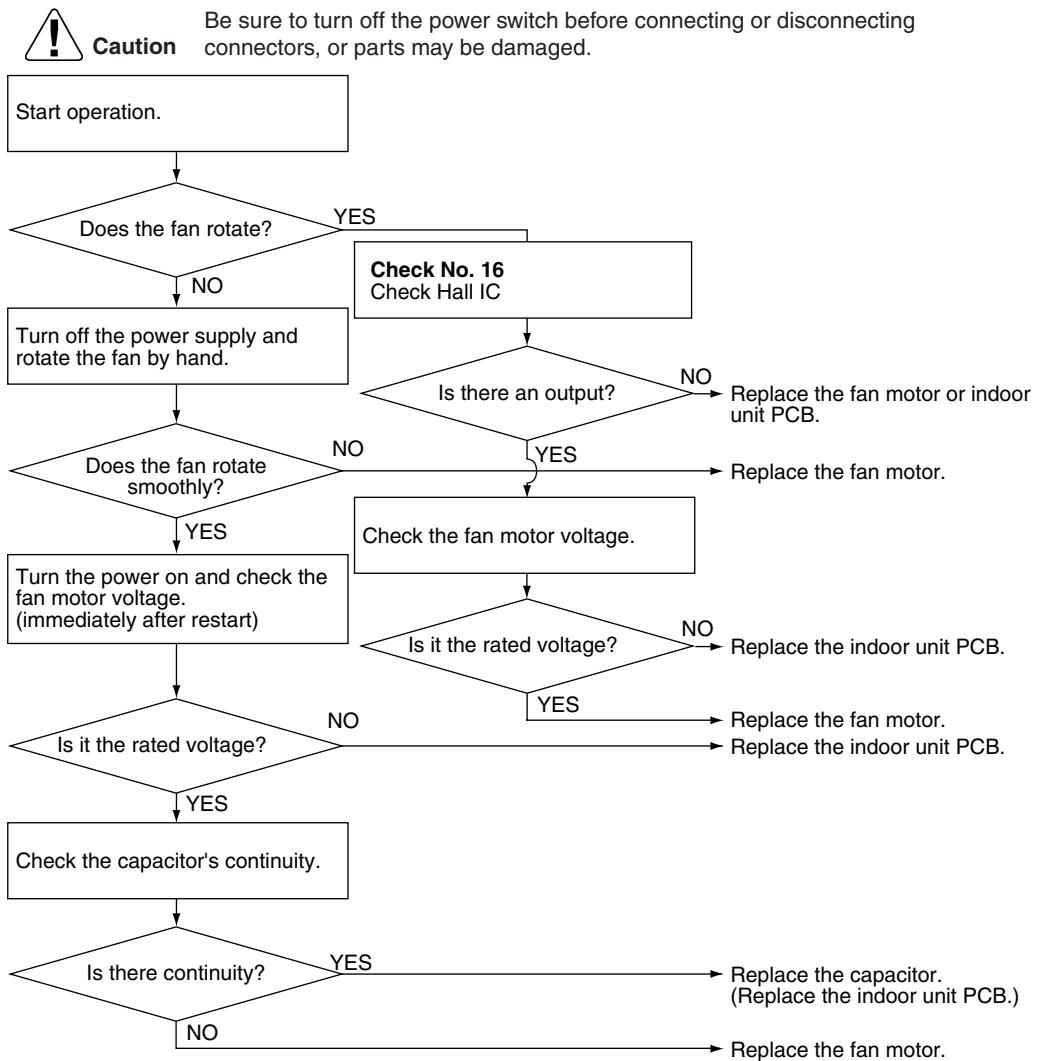 Be sure to turn off the power switch before connecting or disconnecting
Caution connectors, or parts may be damaged.
Start operation.
Does the fan rotate?
YES
NO
Check No. 16
Check Hall IC
Turn off the power supply and
rotate the fan by hand.
Is there an output?
NO
Replace the fan motor or indoor
unit PCB.
YES
Does the fan rotate
smoothly?
NO
Replace the fan motor.
YES
Check the fan motor voltage.
Turn the power on and check the
fan motor voltage.
(immediately after restart)
Is it the rated voltage?
NO
Replace the indoor unit PCB.
YES
Replace the fan motor.
Is it the rated voltage?
NO
Replace the indoor unit PCB.
YES
Check the capacitor's continuity.
Is there continuity?
YES
Replace the capacitor.
(Replace the indoor unit PCB.)
NO
Replace the fan motor.